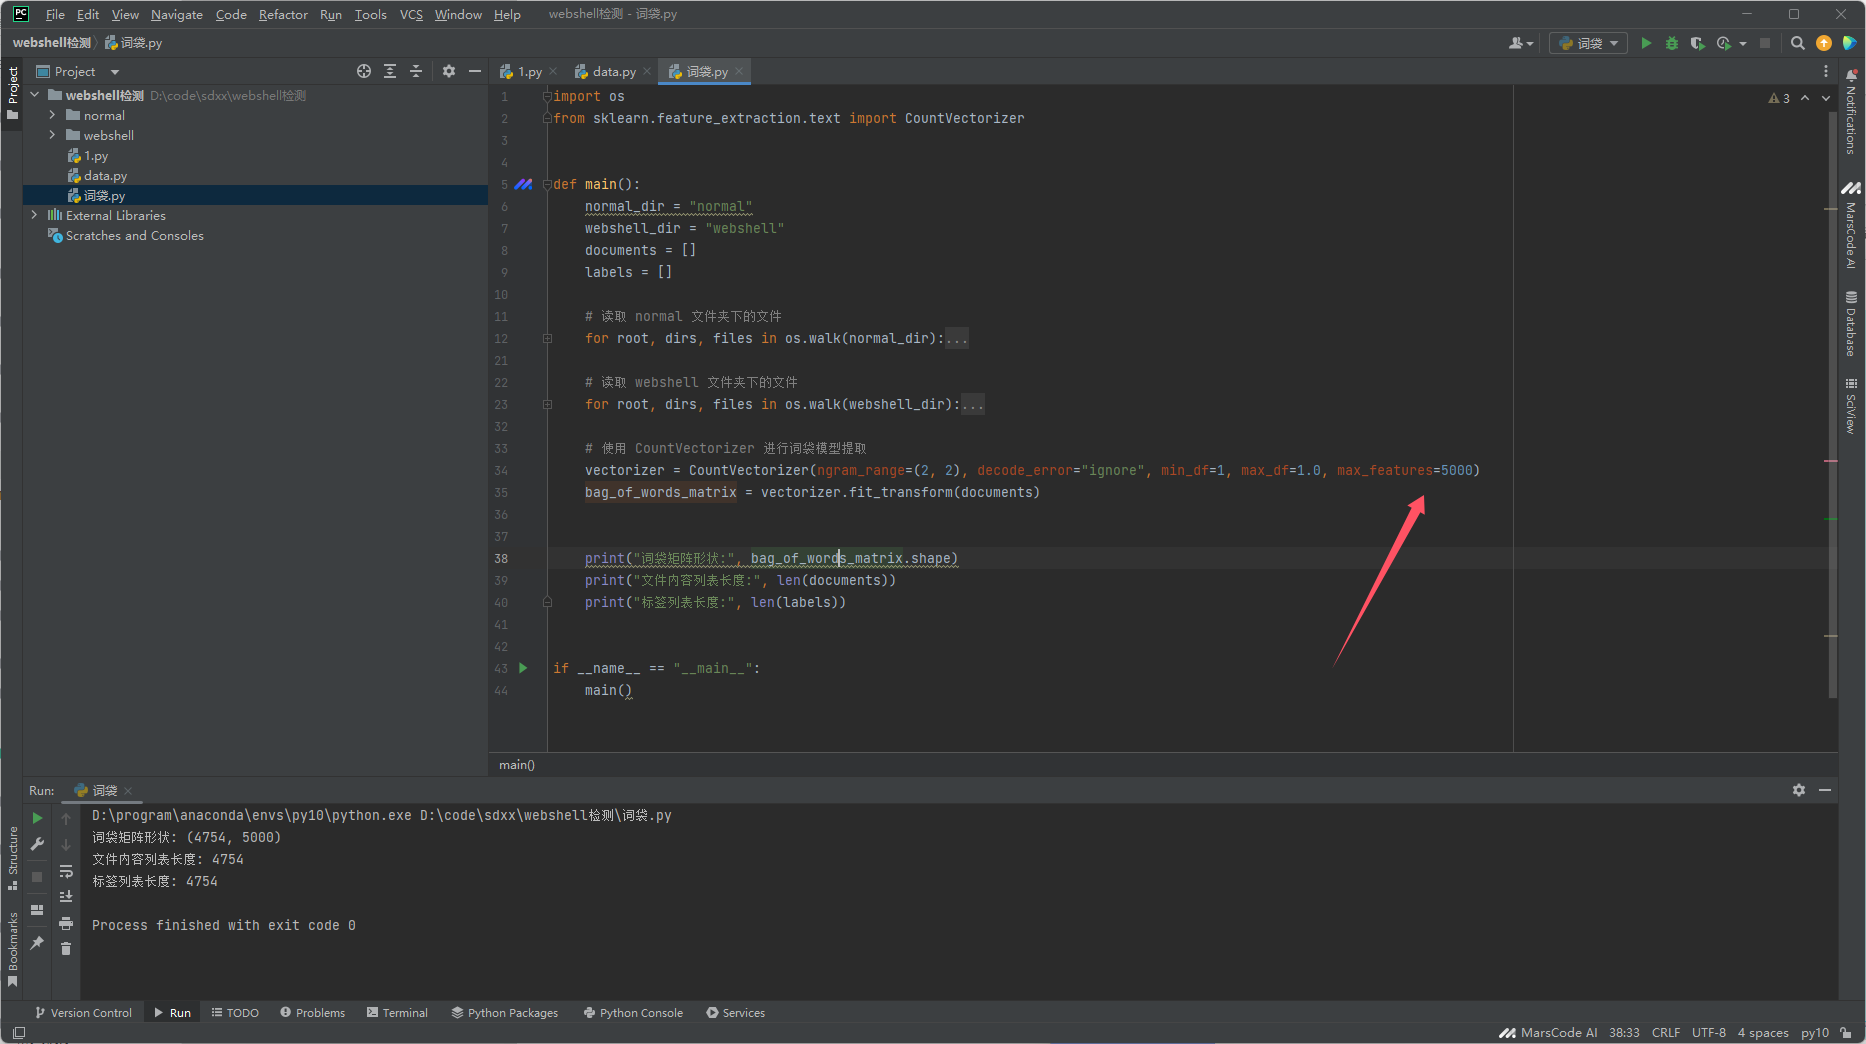 File Edit View Navigate Code Refactor Run Tools VCS Window Help webshell检测 - 词袋.py
webshell检测 词袋.py
词袋
Project
Project
webshell检测 D:\code\sdxx\webshell检测
normal
webshell
1.py
data.py
词袋.py
External Libraries
Scratches and Consoles
1.py data.py 词袋.py
3
1 import os
2 from sklearn.feature_extraction.text import CountVectorizer
3
4
5 def main():
6 normal_dir = "normal"
7 webshell_dir = "webshell"
8 documents = []
9 labels = []
10
11 # 读取 normal 文件夹下的文件
12 for root, dirs, files in os.walk(normal_dir):...
21
22 # 读取 webshell 文件夹下的文件
23 for root, dirs, files in os.walk(webshell_dir):...
32
33 # 使用 CountVectorizer 进行词袋模型提取
34 vectorizer = CountVectorizer(ngram_range=(2, 2), decode_error="ignore", min_df=1, max_df=1.0, max_features=5000)
35 bag_of_words_matrix = vectorizer.fit_transform(documents)
36
37
38 print("词袋矩阵形状:", bag_of_words_matrix.shape)
39 print("文件内容列表长度:", len(documents))
40 print("标签列表长度:", len(labels))
41
42
43 if __name__ == "__main__":
44 main()
main()
Notifications
MarsCode AI
Database
SciView
Run: 词袋
D:\program\anaconda\envs\py10\python.exe D:\code\sdxx\webshell检测\词袋.py
词袋矩阵形状: (4754, 5000)
文件内容列表长度: 4754
标签列表长度: 4754
Process finished with exit code 0
Structure
Bookmarks
Version Control Run TODO Problems Terminal Python Packages Python Console Services
MarsCode AI 38:33 CRLF UTF-8 4 spaces py10